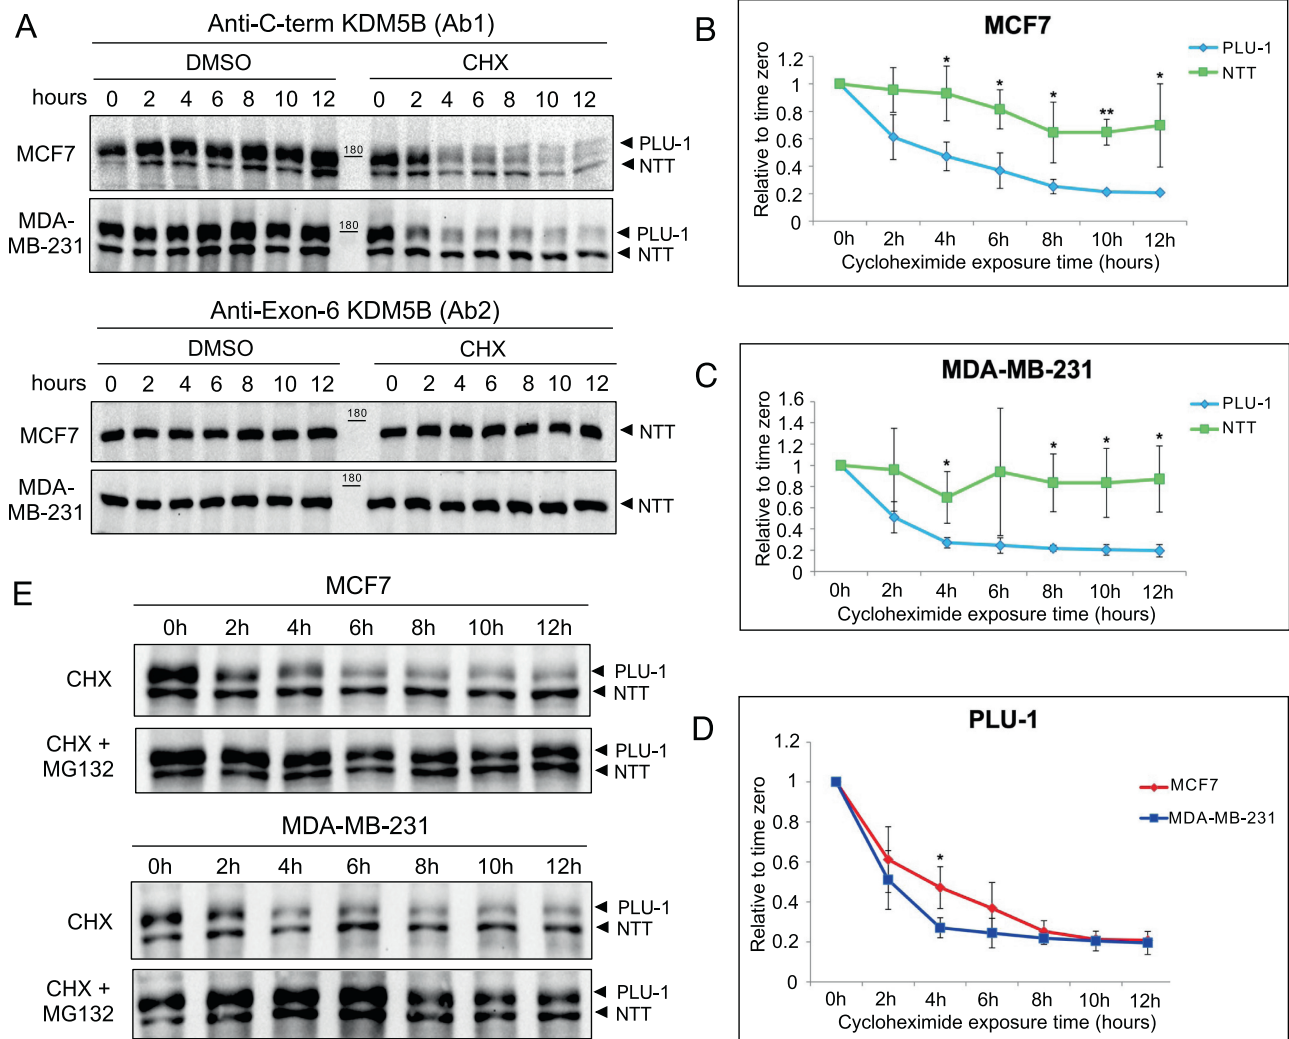 A
Anti-C-term KDM5B (Ab1)
DMSO CHX
hours 0 2 4 6 8 10 12 0 2 4 6 8 10 12
MCF7 180 PLU-1
NTT
MDA-
MB-231 180 PLU-1
NTT
Anti-Exon-6 KDM5B (Ab2)
DMSO CHX
hours 0 2 4 6 8 10 12 0 2 4 6 8 10 12
MCF7 180 NTT
MDA-
MB-231 180 NTT
B
MCF7
Relative to time zero
1.2
1
0.8
0.6
0.4
0.2
0
* * * ** *
0h 2h 4h 6h 8h 10h 12h
Cycloheximide exposure time (hours)
PLU-1
NTT
C
MDA-MB-231
Relative to time zero
1.6
1.4
1.2
1
0.8
0.6
0.4
0.2
0
* * * *
0h 2h 4h 6h 8h 10h 12h
Cycloheximide exposure time (hours)
PLU-1
NTT
D
PLU-1
Relative to time zero
1.2
1
0.8
0.6
0.4
0.2
0
*
0h 2h 4h 6h 8h 10h 12h
Cycloheximide exposure time (hours)
MCF7
MDA-MB-231
E
MCF7
0h 2h 4h 6h 8h 10h 12h
CHX PLU-1
NTT
CHX +
MG132 PLU-1
NTT
MDA-MB-231
0h 2h 4h 6h 8h 10h 12h
CHX PLU-1
NTT
CHX +
MG132 PLU-1
NTT